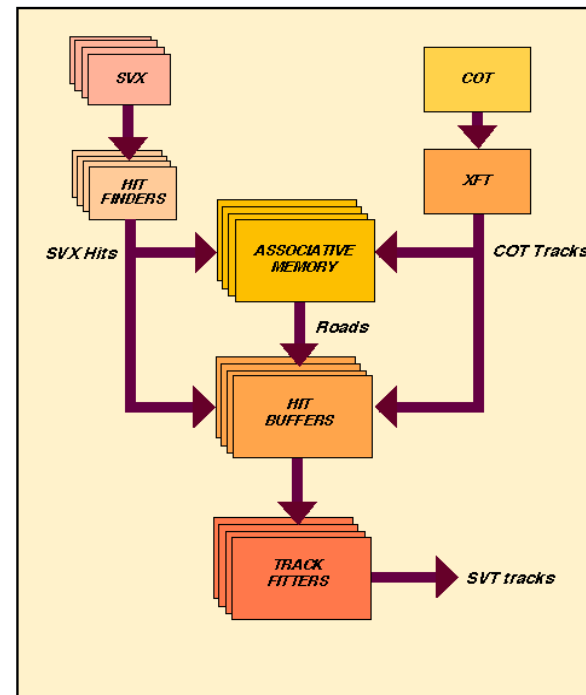 SVX
COT
HIT
FINDERS
XFT
SVX Hits
ASSOCIATIVE
MEMORY
COT Tracks
Roads
HIT
BUFFERS
TRACK
FITTERS
SVT tracks